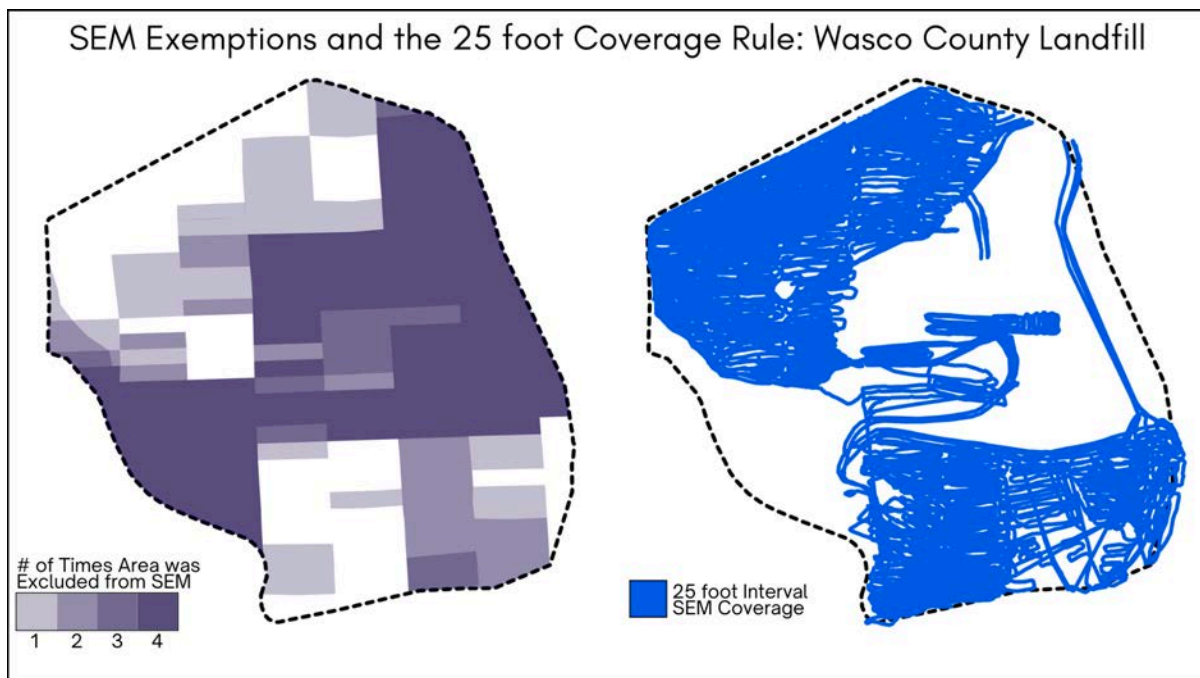 SEM Exemptions and the 25 foot Coverage Rule: Wasco County Landfill
# of Times Area was
Excluded from SEM
1 2 3 4
25 foot Interval
SEM Coverage